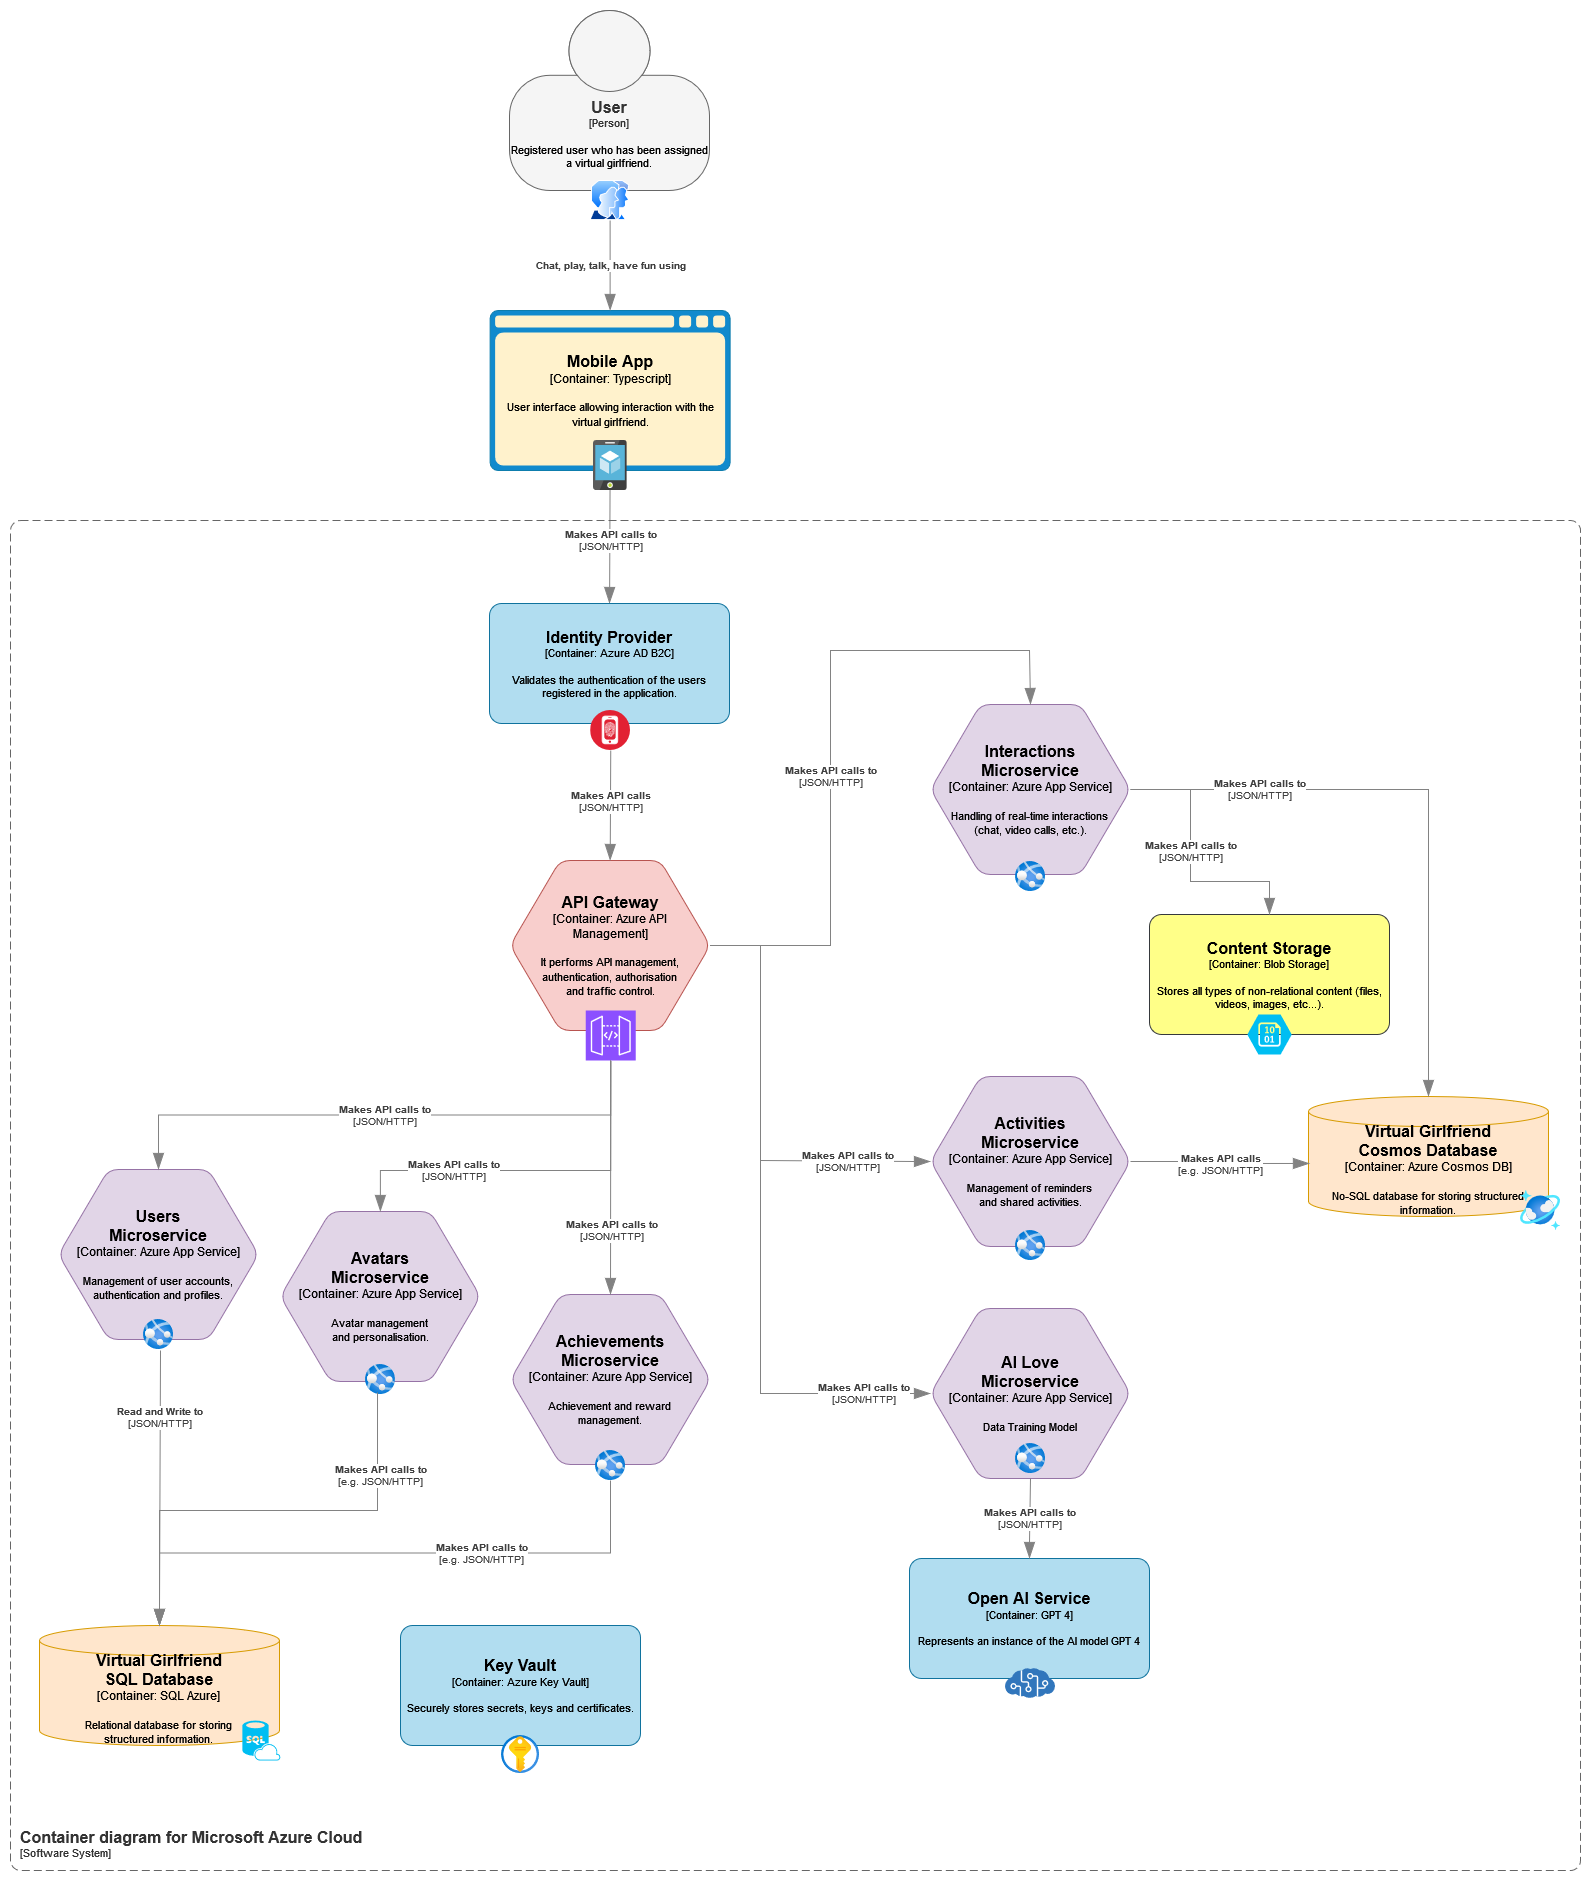 User
[Person]
Registered user who has been assigned
a virtual girlfriend.
Chat, play, talk, have fun using
Mobile App
[Container: Typescript]
User interface allowing interaction with the
virtual girlfriend.
Makes API calls to
[JSON/HTTP]
Identity Provider
[Container: Azure AD B2C]
Validates the authentication of the users
registered in the application.
Makes API calls
[JSON/HTTP]
API Gateway
[Container: Azure API
Management]
It performs API management,
authentication, authorisation
and traffic control.
Makes API calls to
[JSON/HTTP]
Interactions
Microservice
[Container: Azure App Service]
Handling of real-time interactions
(chat, video calls, etc.).
Makes API calls to
[JSON/HTTP]
Makes API calls to
[JSON/HTTP]
Content Storage
[Container: Blob Storage]
Stores all types of non-relational content (files,
videos, images, etc...).
10
01
Makes API calls to
[JSON/HTTP]
Activities
Microservice
[Container: Azure App Service]
Management of reminders
and shared activities.
Makes API calls
[e.g. JSON/HTTP]
Virtual Girlfriend
Cosmos Database
[Container: Azure Cosmos DB]
No-SQL database for storing structured
information.
Makes API calls to
[JSON/HTTP]
Users
Microservice
[Container: Azure App Service]
Management of user accounts,
authentication and profiles.
Makes API calls to
[JSON/HTTP]
Avatars
Microservice
[Container: Azure App Service]
Avatar management
and personalisation.
Makes API calls to
[JSON/HTTP]
Achievements
Microservice
[Container: Azure App Service]
Achievement and reward
management.
Makes API calls to
[JSON/HTTP]
AI Love
Microservice
[Container: Azure App Service]
Data Training Model
Read and Write to
[JSON/HTTP]
Makes API calls to
[e.g. JSON/HTTP]
Makes API calls to
[e.g. JSON/HTTP]
Makes API calls to
[JSON/HTTP]
Open AI Service
[Container: GPT 4]
Represents an instance of the AI model GPT 4
Virtual Girlfriend
SQL Database
[Container: SQL Azure]
Relational database for storing
structured information.
SQL
Key Vault
[Container: Azure Key Vault]
Securely stores secrets, keys and certificates.
Container diagram for Microsoft Azure Cloud
[Software System]